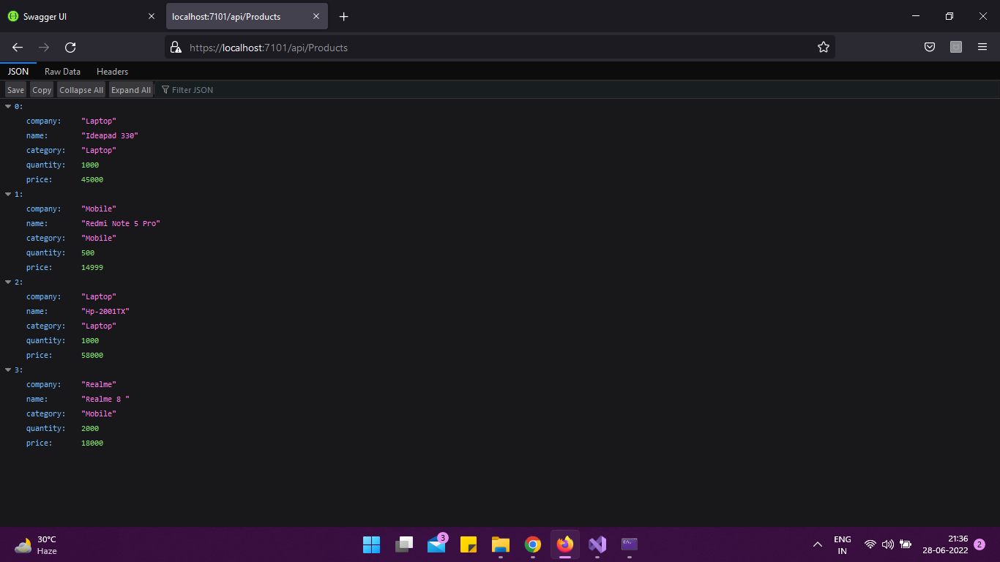 Swagger UI
localhost:7101/api/Products
https://localhost:7101/api/Products
JSON Raw Data Headers
Save Copy Collapse All Expand All Filter JSON
0:
company: "Laptop"
name: "Ideapad 330"
category: "Laptop"
quantity: 1000
price: 45000
1:
company: "Mobile"
name: "Redmi Note 5 Pro"
category: "Mobile"
quantity: 500
price: 14999
2:
company: "Laptop"
name: "Hp-2001TX"
category: "Laptop"
quantity: 1000
price: 58000
3:
company: "Realme"
name: "Realme 8 "
category: "Mobile"
quantity: 2000
price: 18000
30°C
Haze
3
ENG
IN
21:36
28-06-2022
2